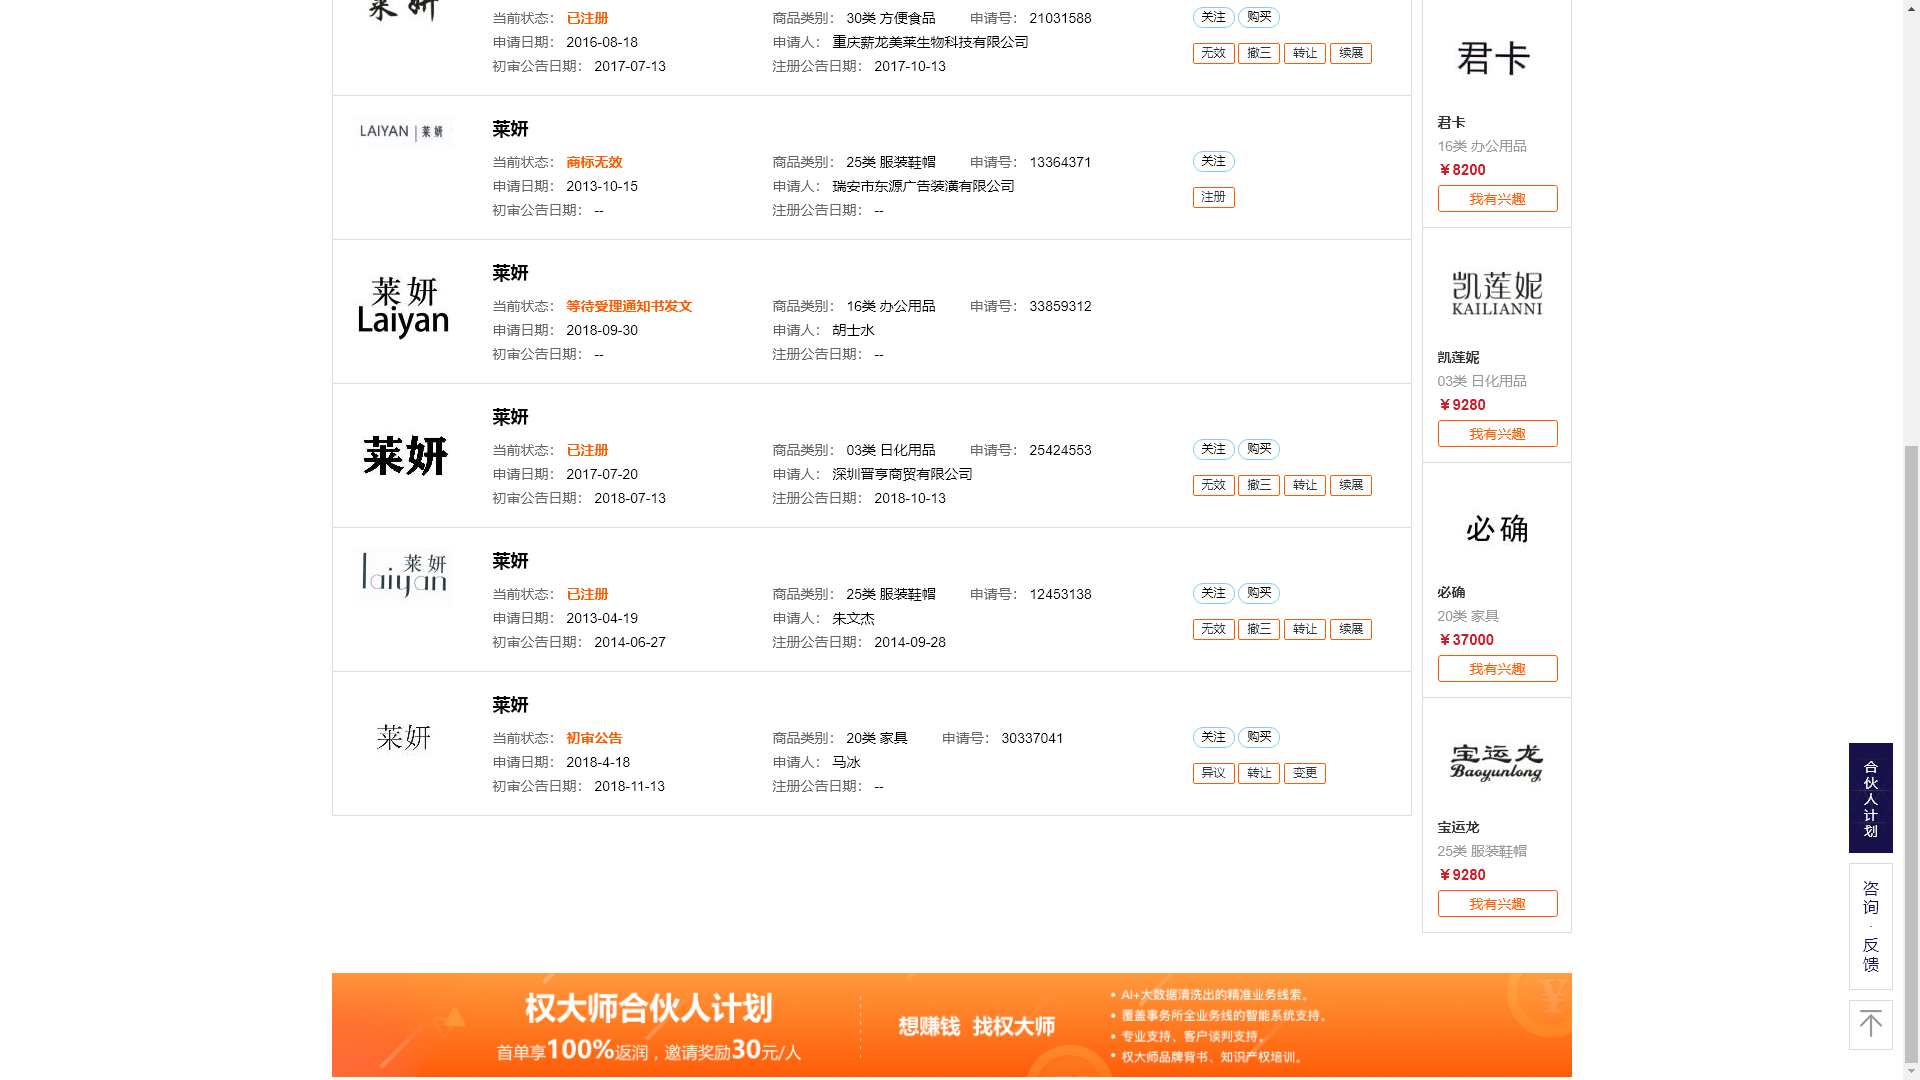 莱妍
当前状态： 已注册 商品类别： 30类 方便食品 申请号： 21031588 关注 购买
申请日期： 2016-08-18 申请人： 重庆薪龙美莱生物科技有限公司 无效 撤三 转让 续展
初审公告日期： 2017-07-13 注册公告日期： 2017-10-13
LAIYAN | 莱妍
莱妍
当前状态： 商标无效 商品类别： 25类 服装鞋帽 申请号： 13364371 关注
申请日期： 2013-10-15 申请人： 瑞安市东源广告装潢有限公司 注册
初审公告日期： -- 注册公告日期： --
莱妍
Laiyan
莱妍
当前状态： 等待受理通知书发文 商品类别： 16类 办公用品 申请号： 33859312
申请日期： 2018-09-30 申请人： 胡士水
初审公告日期： -- 注册公告日期： --
莱妍
莱妍
当前状态： 已注册 商品类别： 03类 日化用品 申请号： 25424553 关注 购买
申请日期： 2017-07-20 申请人： 深圳晋亨商贸有限公司 无效 撤三 转让 续展
初审公告日期： 2018-07-13 注册公告日期： 2018-10-13
莱妍
laiyan
莱妍
当前状态： 已注册 商品类别： 25类 服装鞋帽 申请号： 12453138 关注 购买
申请日期： 2013-04-19 申请人： 朱文杰 无效 撤三 转让 续展
初审公告日期： 2014-06-27 注册公告日期： 2014-09-28
莱妍
莱妍
当前状态： 初审公告 商品类别： 20类 家具 申请号： 30337041 关注 购买
申请日期： 2018-4-18 申请人： 马冰 异议 转让 变更
初审公告日期： 2018-11-13 注册公告日期： --
君卡
君卡
16类 办公用品
￥8200
我有兴趣
凯莲妮
KAILIANNI
凯莲妮
03类 日化用品
￥9280
我有兴趣
必确
必确
20类 家具
￥37000
我有兴趣
宝运龙
Baoyunlong
宝运龙
25类 服装鞋帽
￥9280
我有兴趣
合伙人计划
咨询·反馈
权大师合伙人计划
首单享100%返润，邀请奖励30元/人
想赚钱 找权大师
• AI+大数据清洗出的精准业务线索。
• 覆盖事务所全业务线的智能系统支持。
• 专业支持、客户谈判支持。
• 权大师品牌背书、知识产权培训。